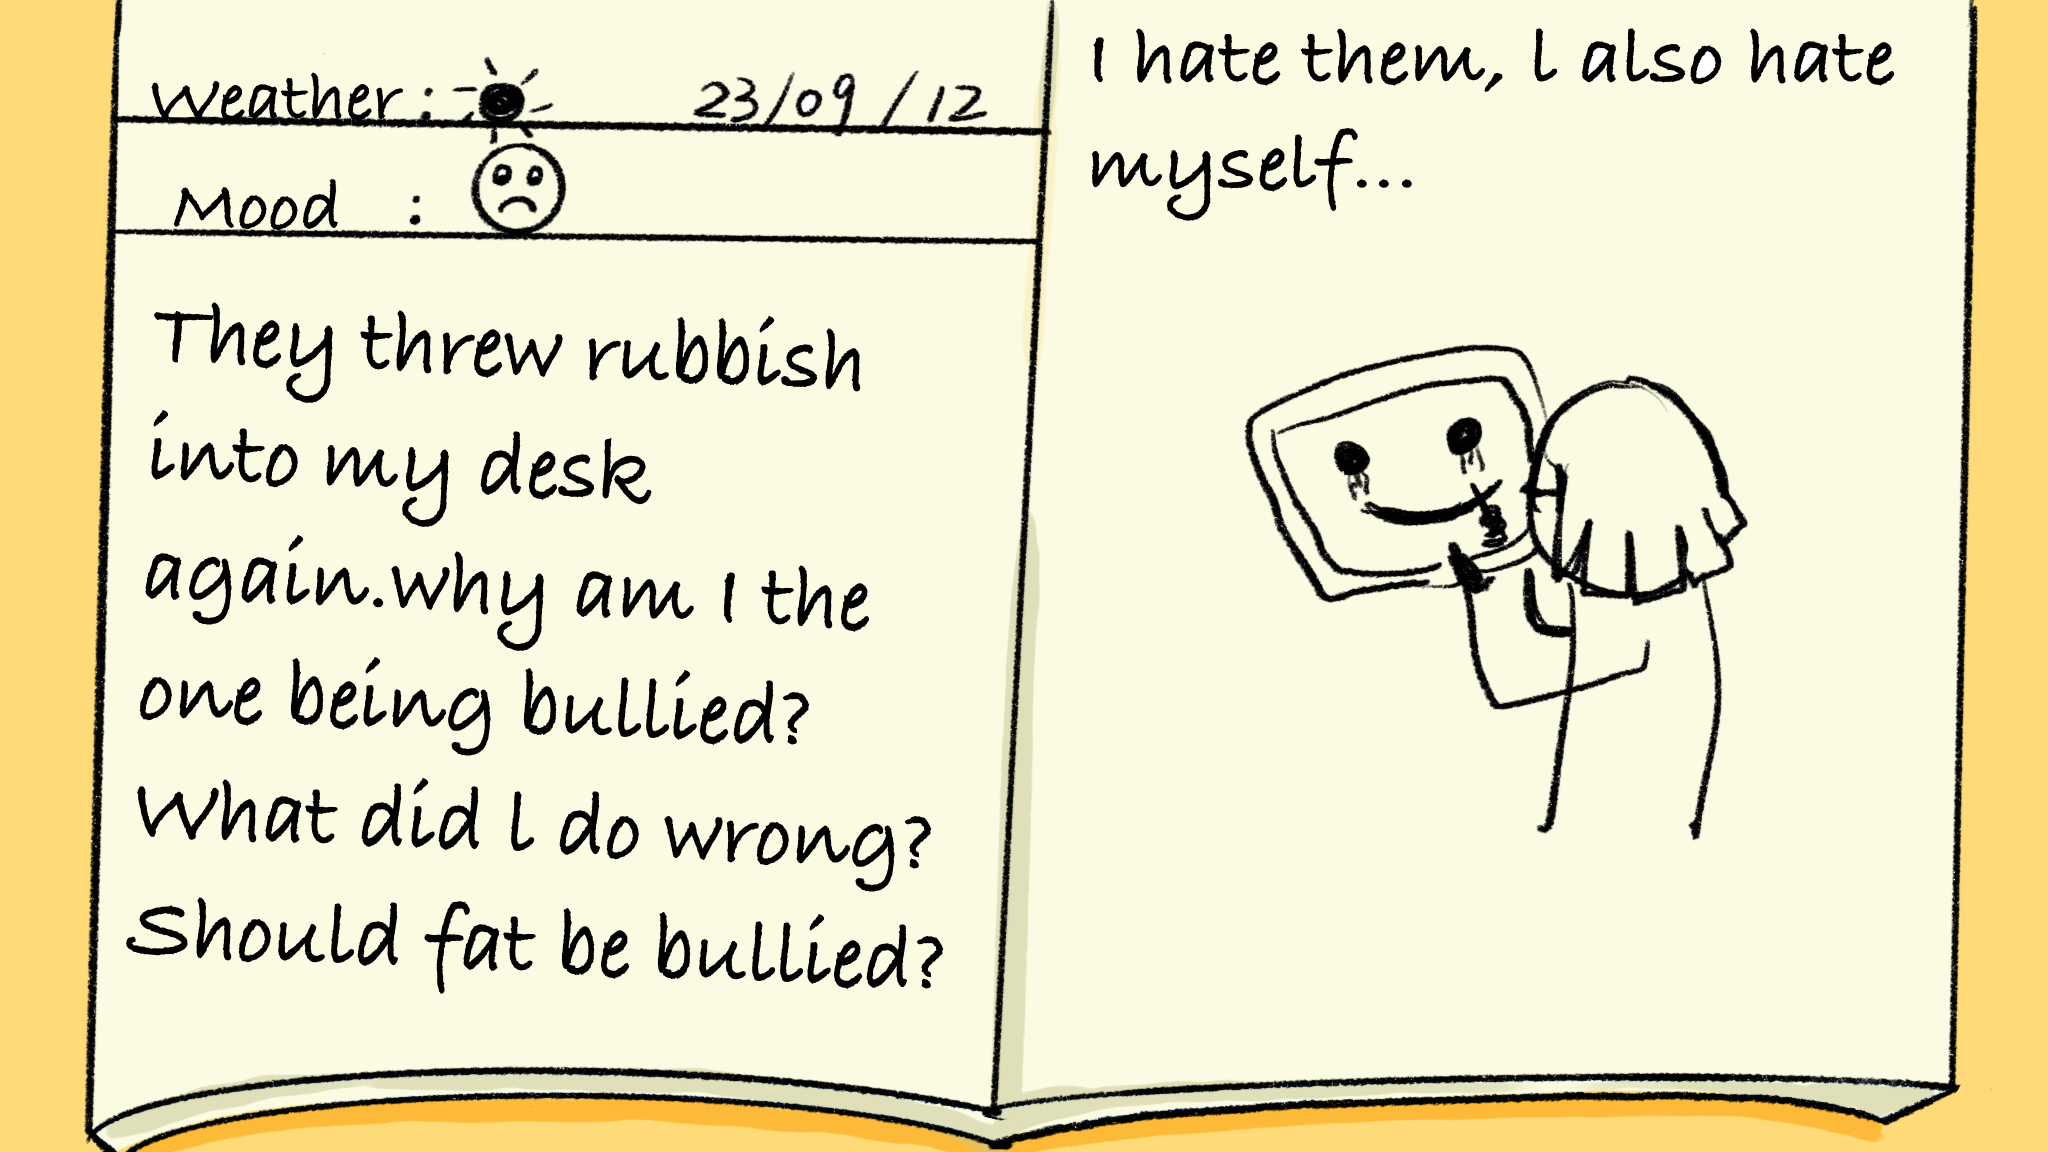 Weather : 23/09/12
Mood :
They threw rubbish
into my desk
again.why am I the
one being bullied?
What did l do wrong?
Should fat be bullied?
I hate them, l also hate
myself...